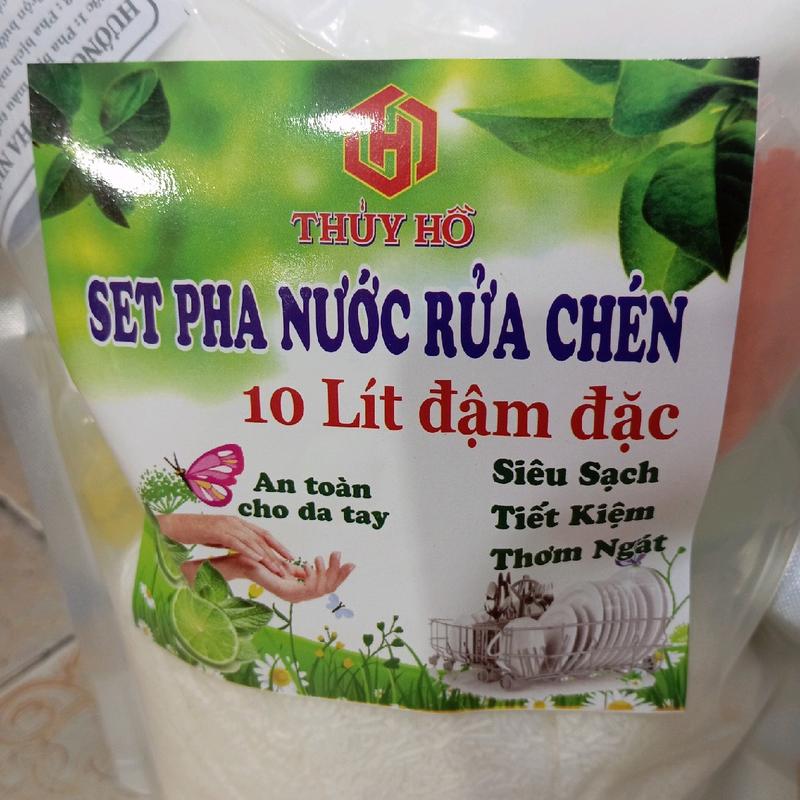 THỦY HỒ
SET PHA NƯỚC RỬA CHÉN
10 Lít đậm đặc
An toàn
cho da tay
Siêu Sạch
Tiết Kiệm
Thơm Ngát
HƯỚNG